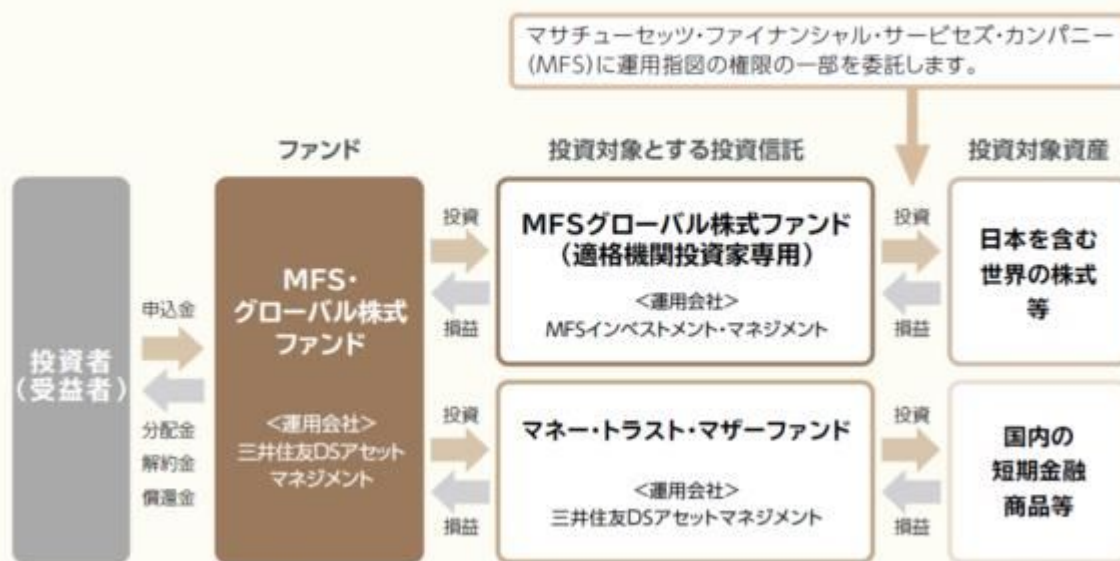 マサチューセッツ・ファイナンシャル・サービセズ・カンパニー
(MFS)に運用指図の権限の一部を委託します。
ファンド
投資対象とする投資信託
投資対象資産
投資者
(受益者)
申込金
分配金
解約金
償還金
MFS・
グローバル株式
ファンド
<運用会社>
三井住友DSアセット
マネジメント
投資
損益
MFSグローバル株式ファンド
(適格機関投資家専用)
<運用会社>
MFSインベストメント・マネジメント
投資
損益
日本を含む
世界の株式
等
投資
損益
マネー・トラスト・マザーファンド
<運用会社>
三井住友DSアセットマネジメント
投資
損益
国内の
短期金融
商品等